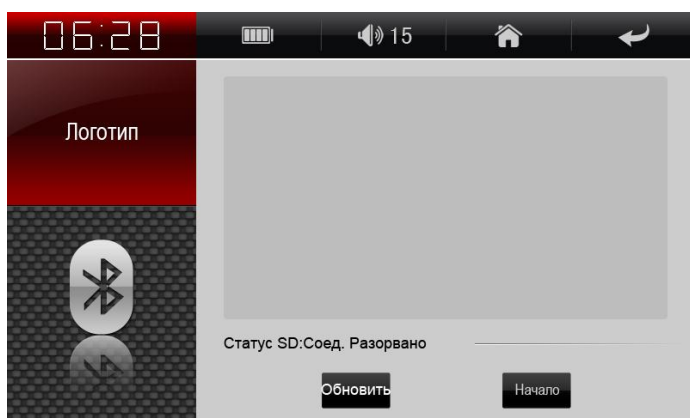 06:28
15
Логотип
Статус SD:Соед. Разорвано
Обновить
Начало